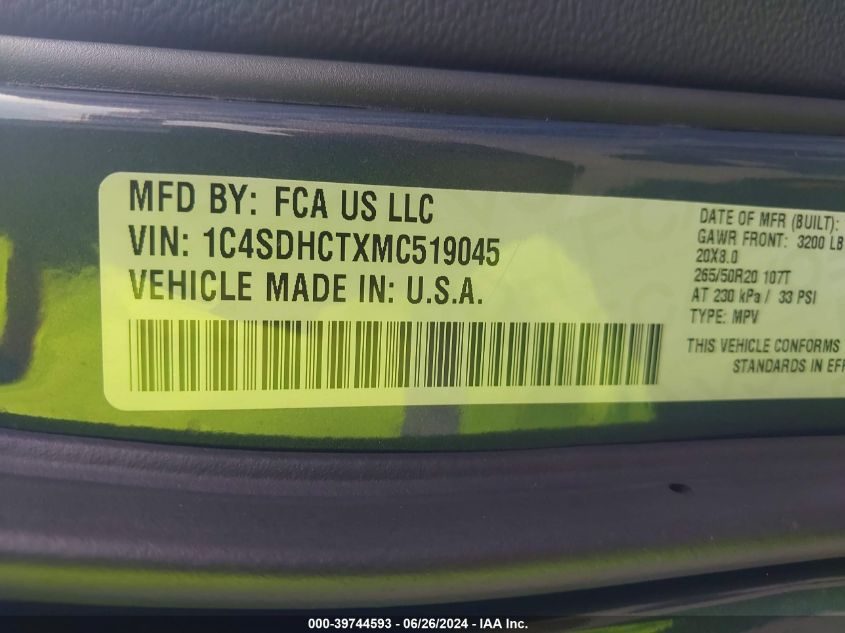 MFD BY: FCA US LLC
VIN: 1C4SDHCTXMC519045
VEHICLE MADE IN: U.S.A.
DATE OF MFR (BUILT):
GAWR FRONT: 3200 LB
20X8.0
265/50R20 107T
AT 230 kPa / 33 PSI
TYPE: MPV
THIS VEHICLE CONFORMS
STANDARDS IN EFF
000-39744593 / 06/26/2024 - IAA Inc.